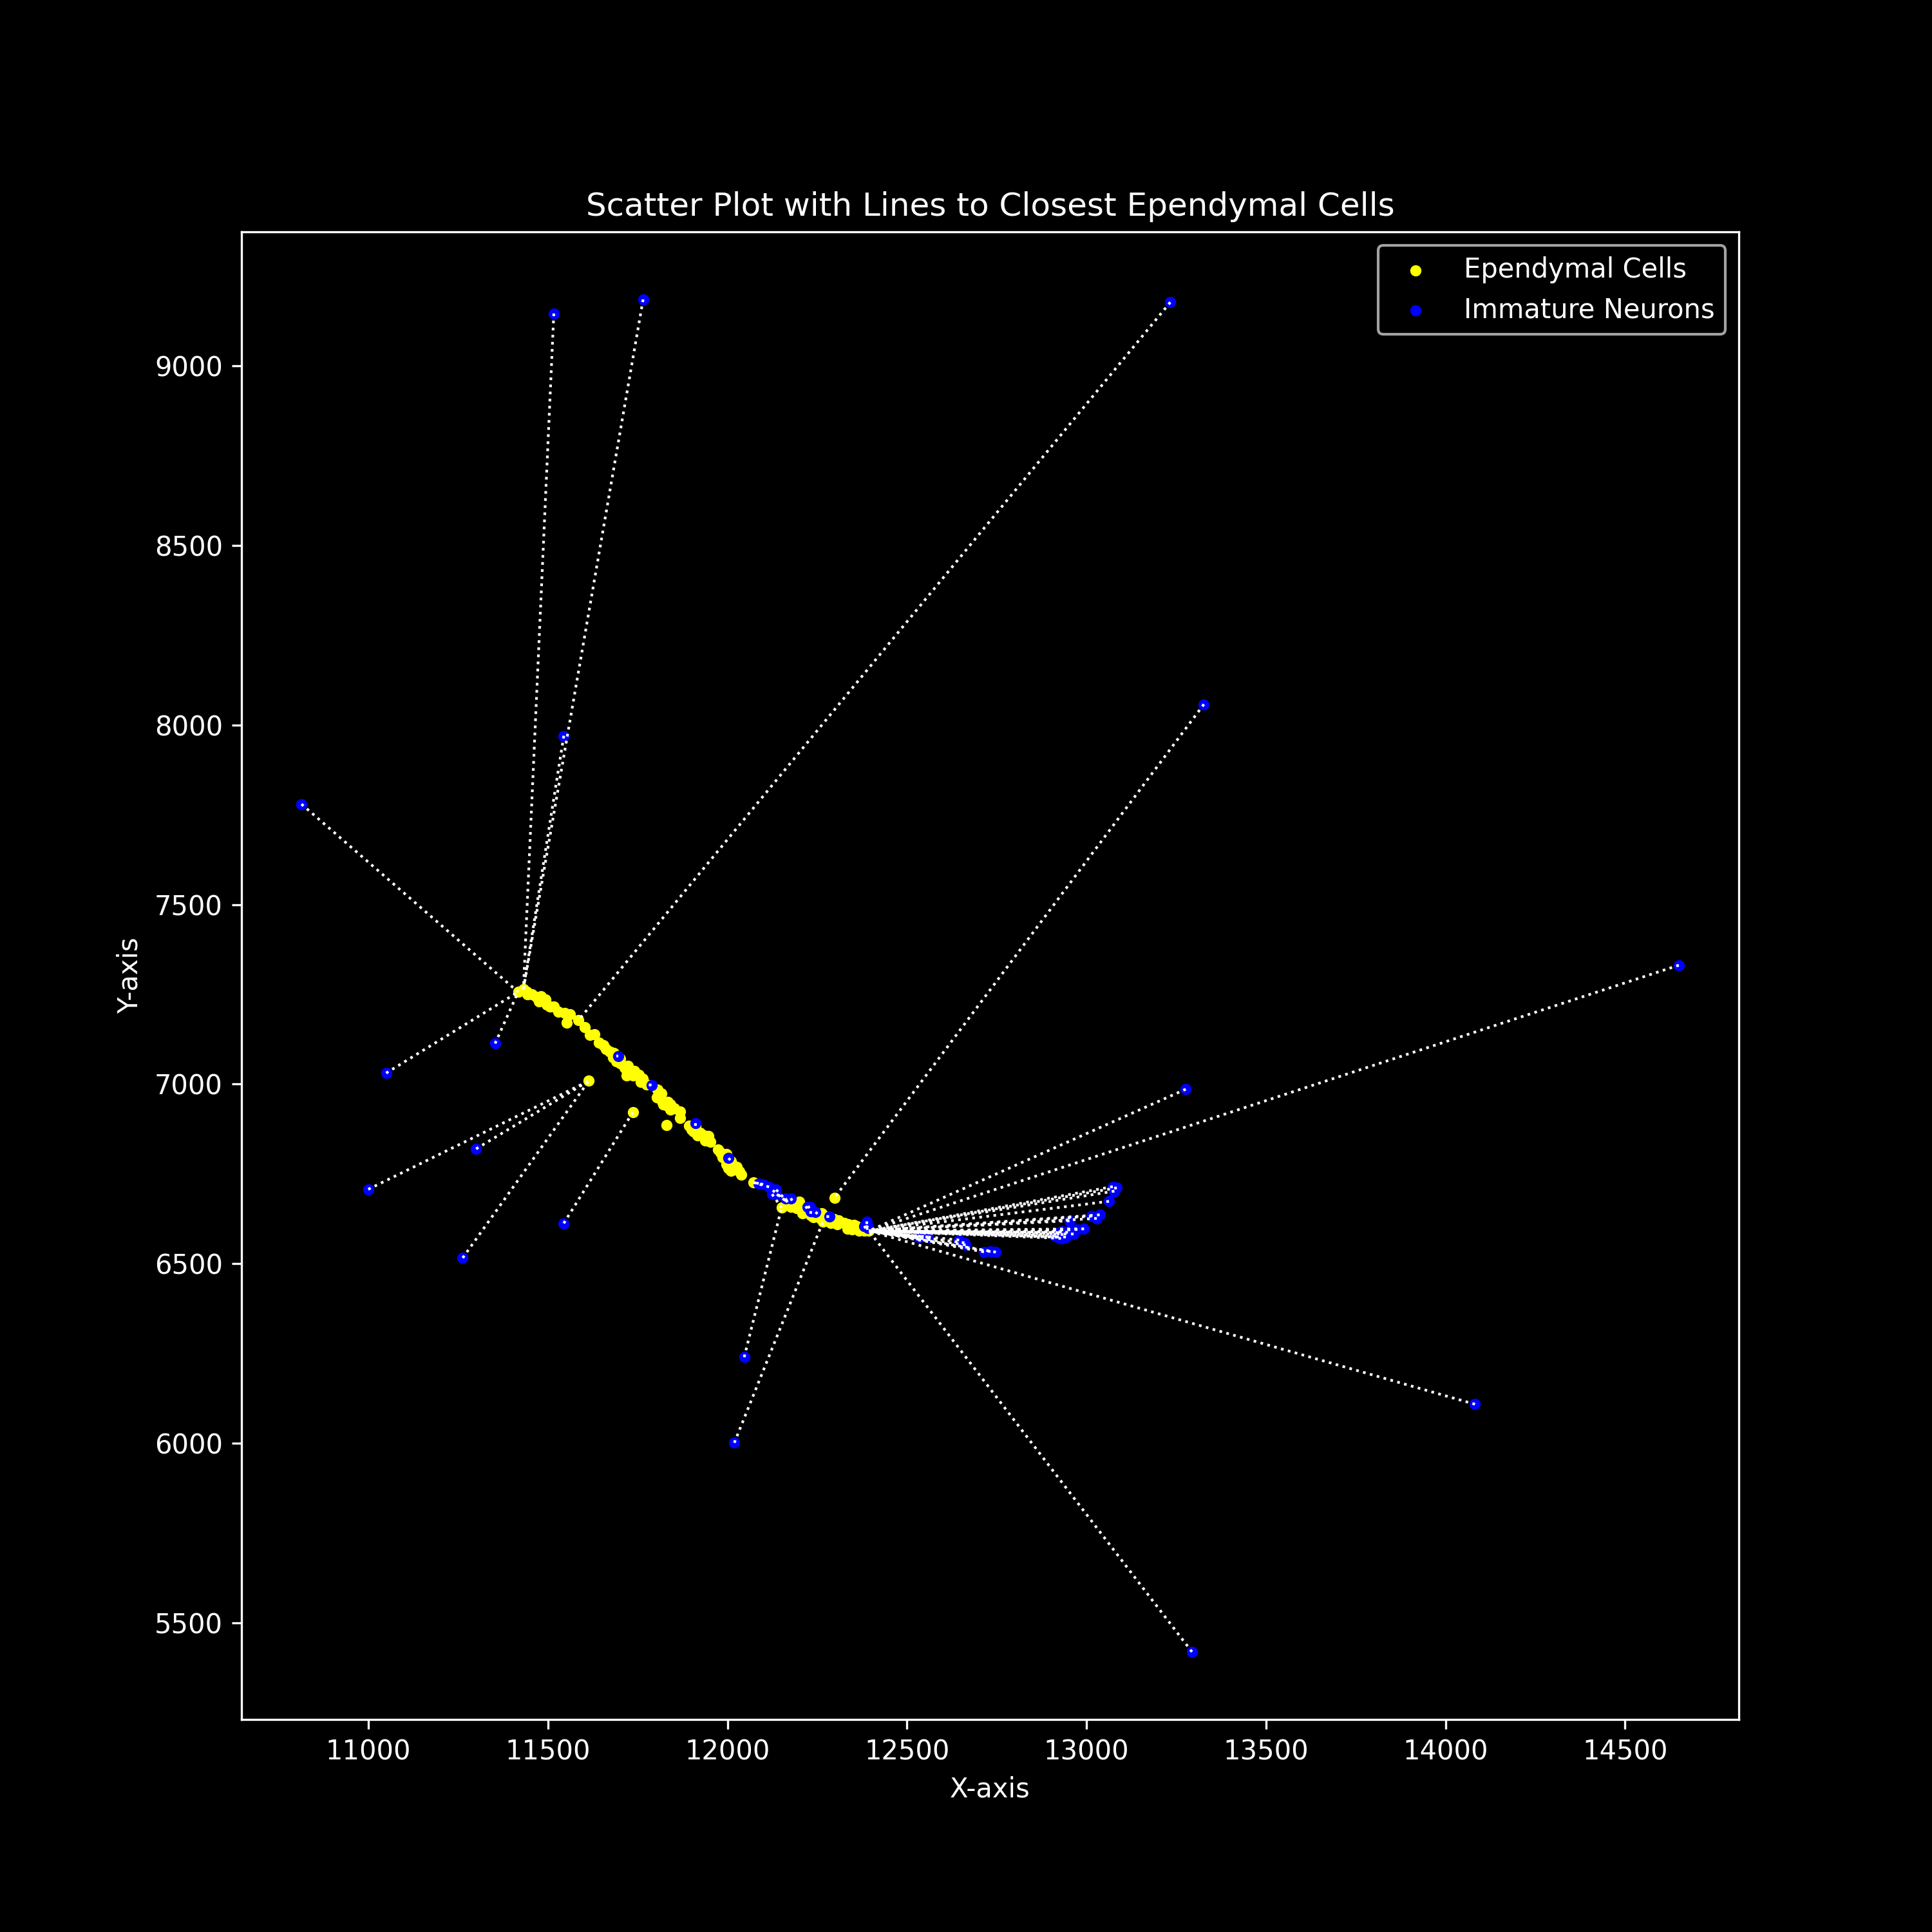 Scatter Plot with Lines to Closest Ependymal Cells
Ependymal Cells
Immature Neurons
9000
8500
8000
7500
7000
6500
6000
5500
Y-axis
11000 11500 12000 12500 13000 13500 14000 14500
X-axis